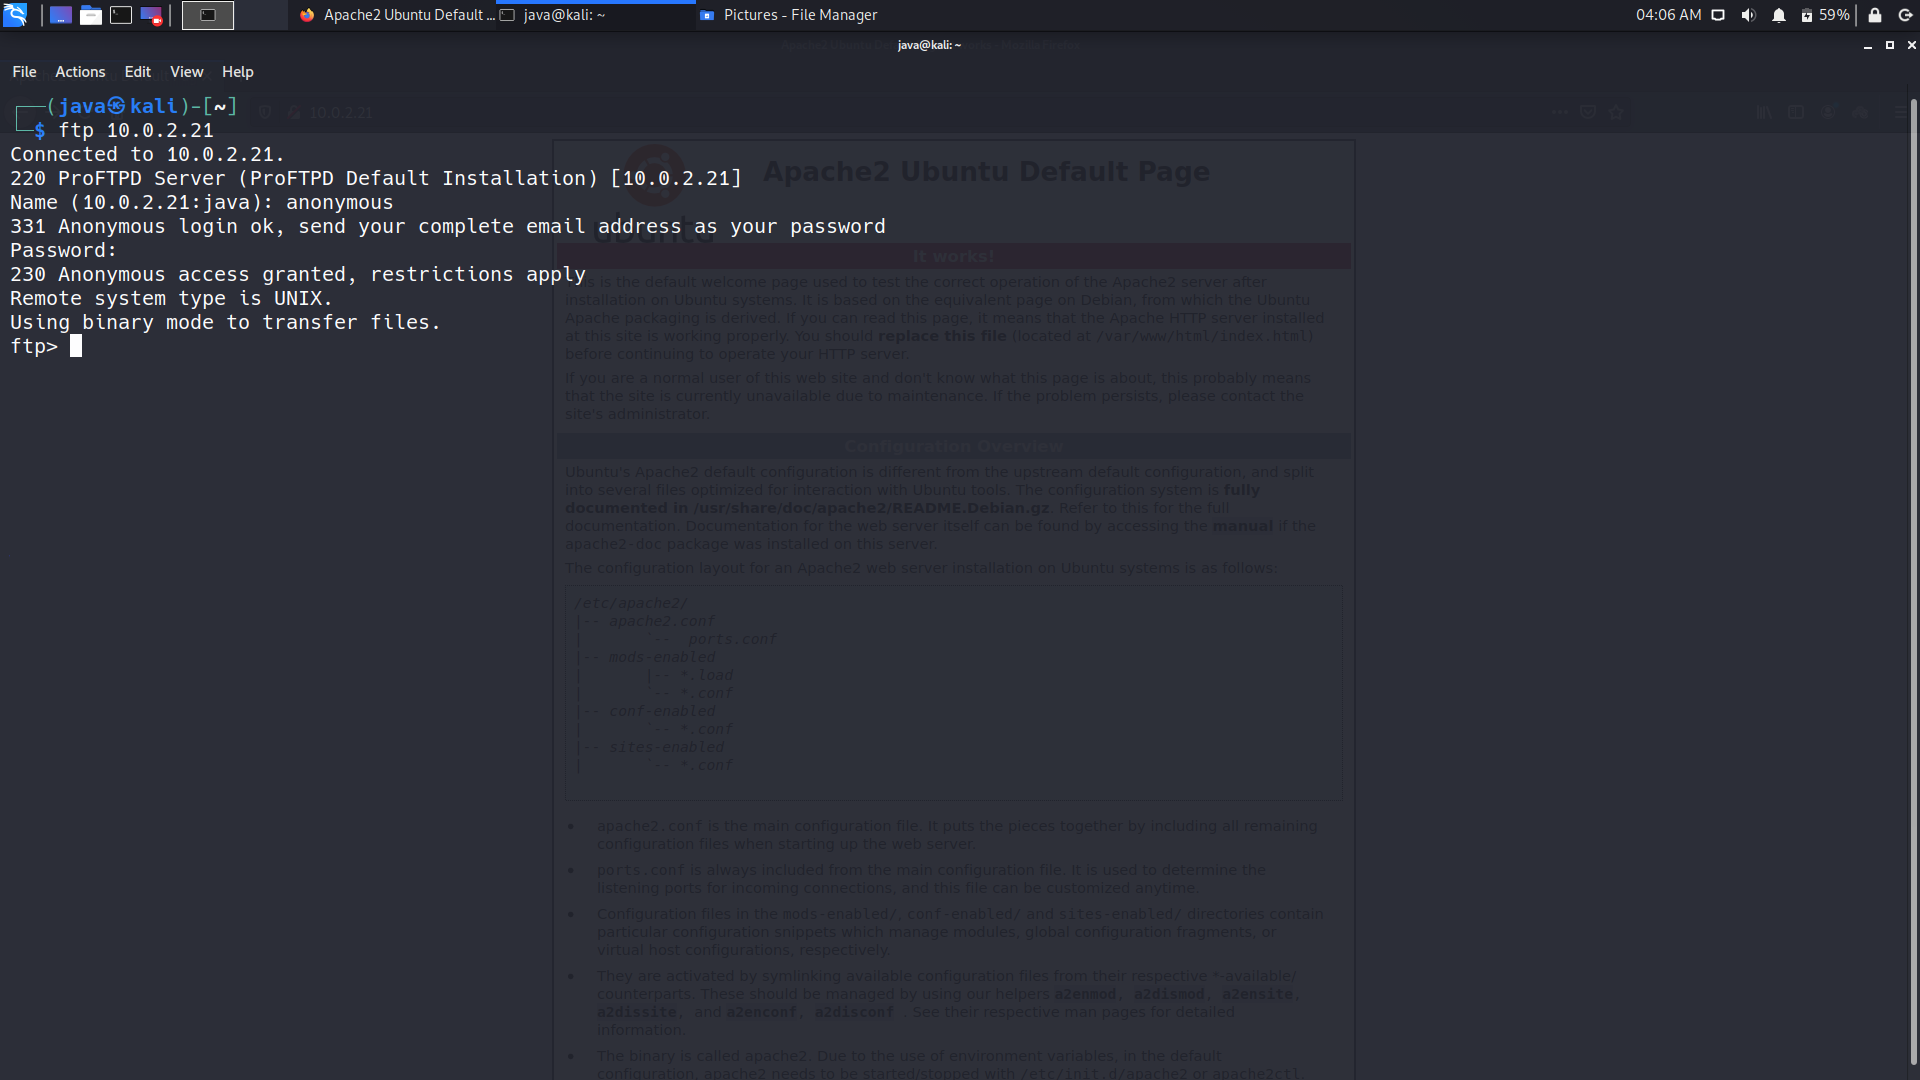 Apache2 Ubuntu Default ...
java@kali: ~
Pictures - File Manager
04:06 AM
59%
java@kali: ~
File Actions Edit View Help
(java㉿kali)-[~]
$ ftp 10.0.2.21
Connected to 10.0.2.21.
220 ProFTPD Server (ProFTPD Default Installation) [10.0.2.21]
Name (10.0.2.21:java): anonymous
331 Anonymous login ok, send your complete email address as your password
Password:
230 Anonymous access granted, restrictions apply
Remote system type is UNIX.
Using binary mode to transfer files.
ftp>
10.0.2.21
Apache2 Ubuntu Default Page
ubuntu
It works!
This is the default welcome page used to test the correct operation of the Apache2 server after
installation on Ubuntu systems. It is based on the equivalent page on Debian, from which the Ubuntu
Apache packaging is derived. If you can read this page, it means that the Apache HTTP server installed
at this site is working properly. You should replace this file (located at /var/www/html/index.html)
before continuing to operate your HTTP server.
If you are a normal user of this web site and don't know what this page is about, this probably means
that the site is currently unavailable due to maintenance. If the problem persists, please contact the
site's administrator.
Configuration Overview
Ubuntu's Apache2 default configuration is different from the upstream default configuration, and split
into several files optimized for interaction with Ubuntu tools. The configuration system is fully
documented in /usr/share/doc/apache2/README.Debian.gz. Refer to this for the full
documentation. Documentation for the web server itself can be found by accessing the manual if the
apache2-doc package was installed on this server.
The configuration layout for an Apache2 web server installation on Ubuntu systems is as follows:
/etc/apache2/
|-- apache2.conf
|       `-- ports.conf
|-- mods-enabled
|       |-- *.load
|       `-- *.conf
|-- conf-enabled
|       `-- *.conf
|-- sites-enabled
|       `-- *.conf
• apache2.conf is the main configuration file. It puts the pieces together by including all remaining
configuration files when starting up the web server.
• ports.conf is always included from the main configuration file. It is used to determine the
listening ports for incoming connections, and this file can be customized anytime.
• Configuration files in the mods-enabled/, conf-enabled/ and sites-enabled/ directories contain
particular configuration snippets which manage modules, global configuration fragments, or
virtual host configurations, respectively.
• They are activated by symlinking available configuration files from their respective *-available/
counterparts. These should be managed by using our helpers a2enmod, a2dismod, a2ensite,
a2dissite, and a2enconf, a2disconf . See their respective man pages for detailed
information.
• The binary is called apache2. Due to the use of environment variables, in the default
configuration, apache2 needs to be started/stopped with /etc/init.d/apache2 or apache2ctl.